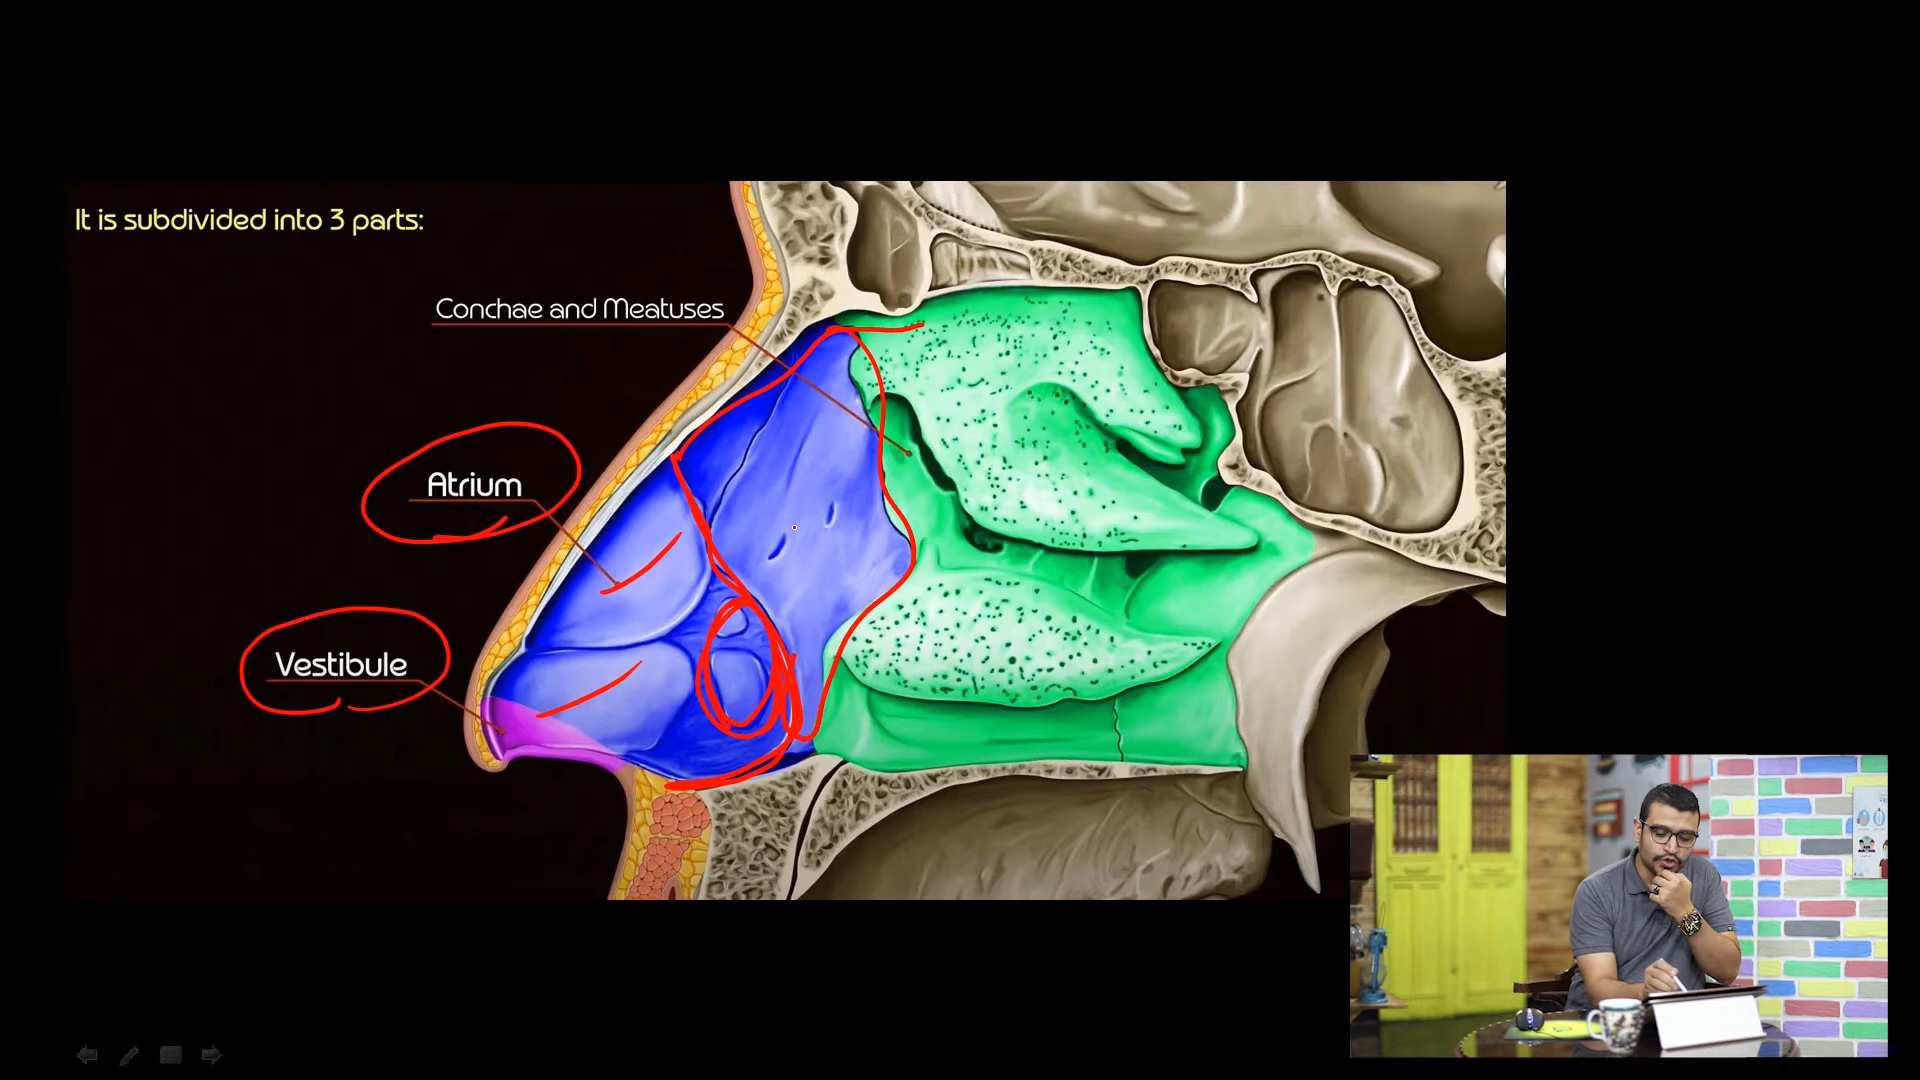 It is subdivided into 3 parts:
Conchae and Meatuses
Atrium
Vestibule